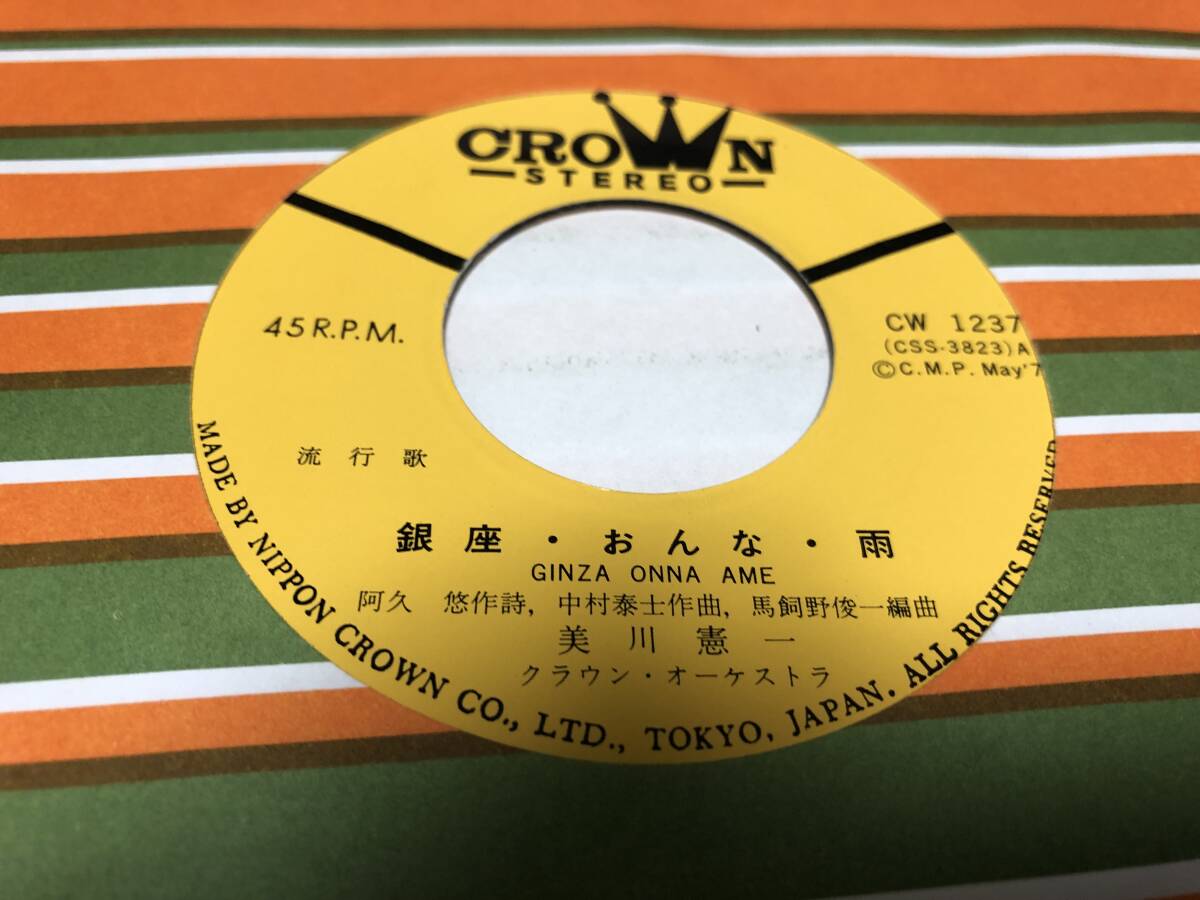 CROWN
STEREO
45 R.P.M.
CW 1237
(CSS-3823) A
©C.M.P. May'7
流行歌
銀座・おんな・雨
GINZA ONNA AME
阿久 悠作詩, 中村泰士作曲, 馬飼野俊一編曲
美川憲一
クラウン・オーケストラ
MADE BY NIPPON CROWN CO., LTD., TOKYO, JAPAN. ALL RIGHTS RESERVED